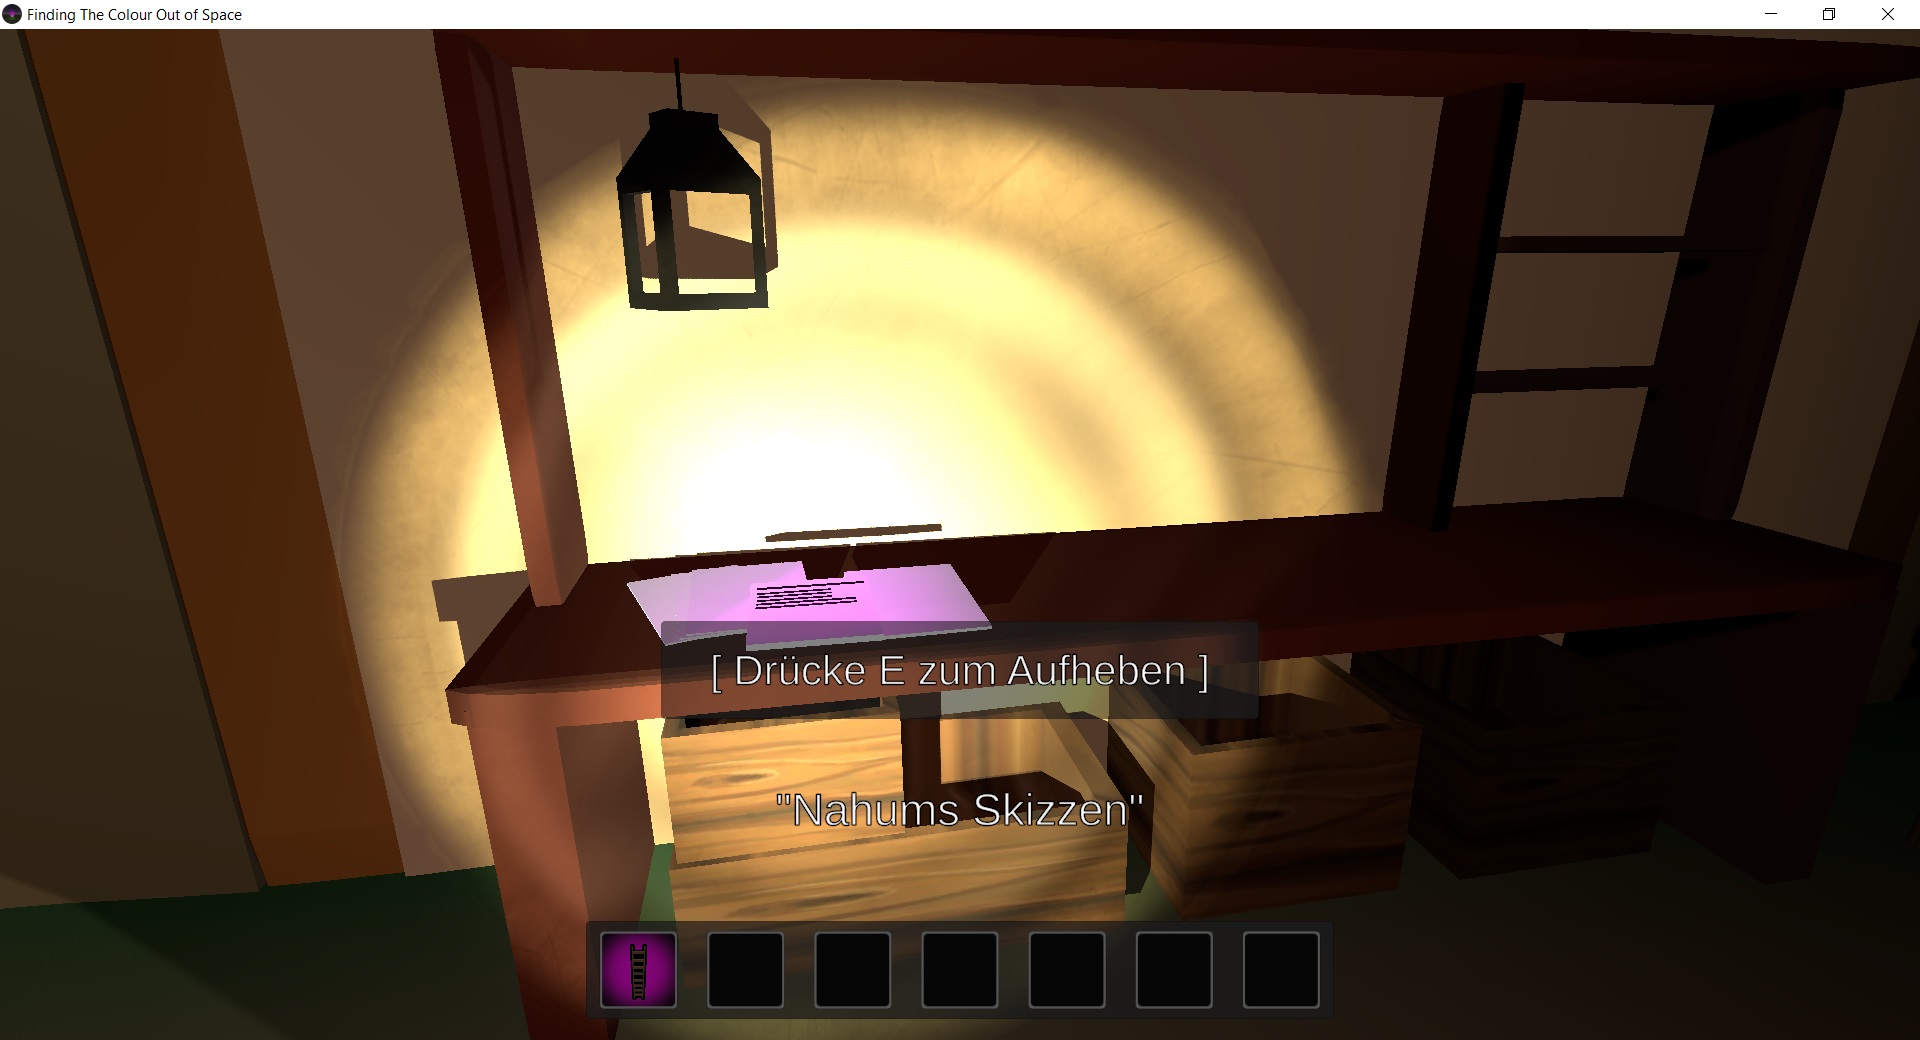 Finding The Colour Out of Space
[ Drücke E zum Aufheben ]
"Nahums Skizzen"